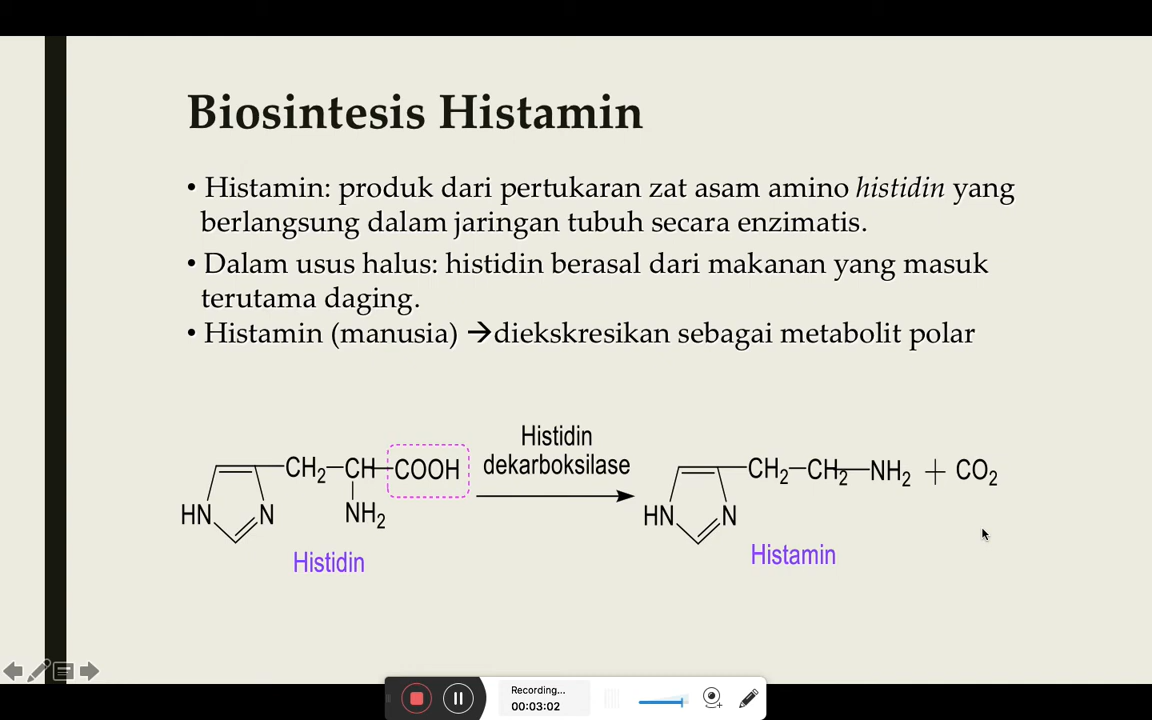 Biosintesis Histamin
• Histamin: produk dari pertukaran zat asam amino histidin yang
berlangsung dalam jaringan tubuh secara enzimatis.
• Dalam usus halus: histidin berasal dari makanan yang masuk
terutama daging.
• Histamin (manusia) →diekskresikan sebagai metabolit polar
Histidin
dekarboksilase
CH₂–CH–COOH
HN N NH₂
Histidin
CH₂–CH₂–NH₂ + CO₂
HN N
Histamin
Recording...
00:03:02